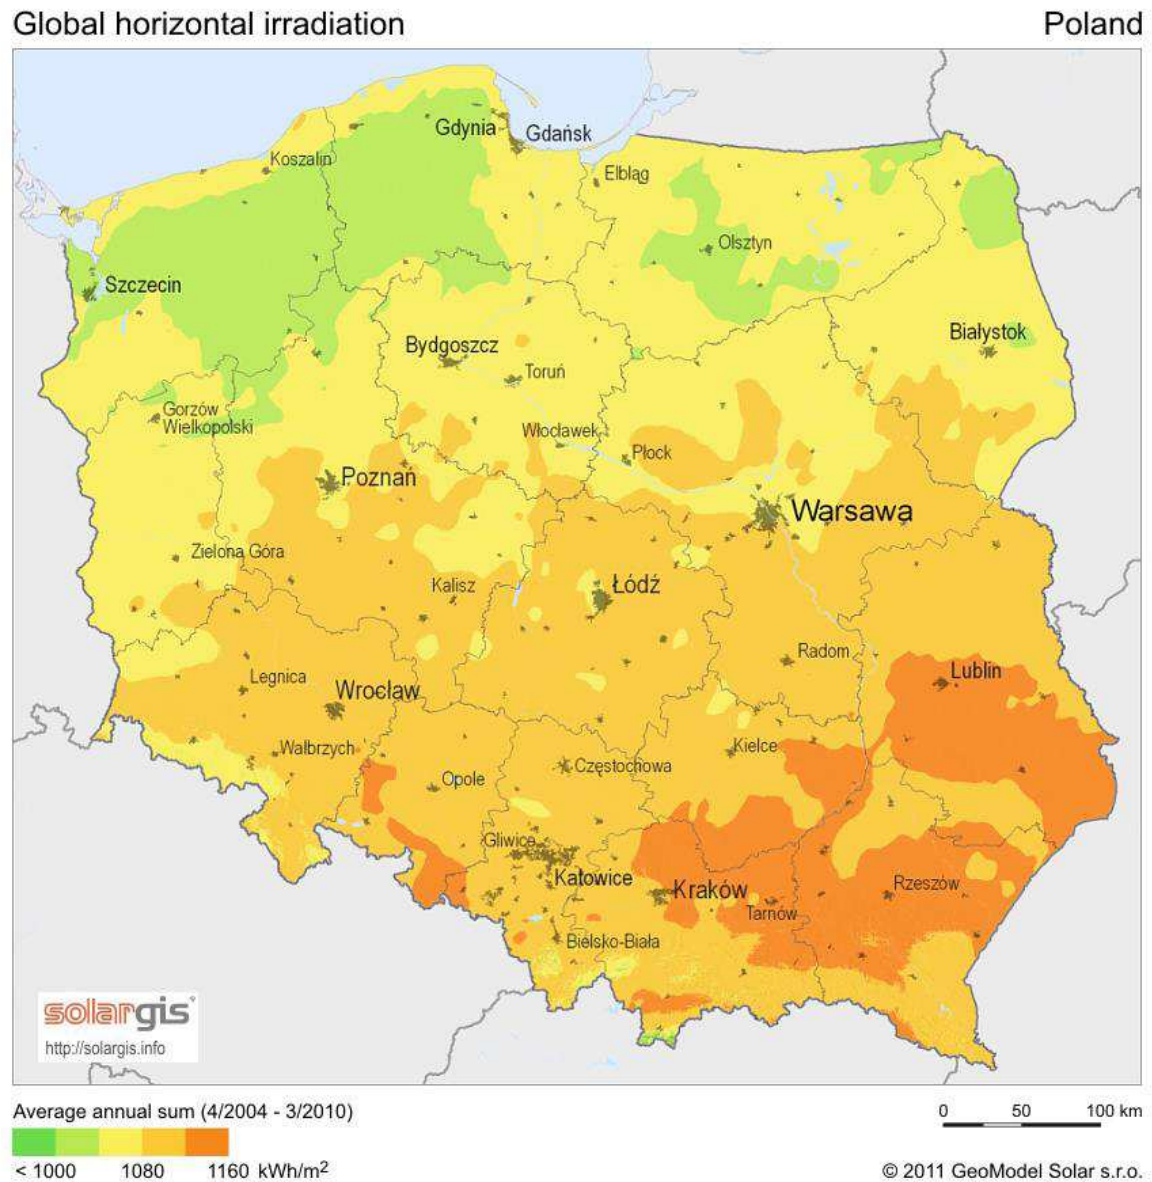 Global horizontal irradiation
Poland
Gdynia
Gdańsk
Koszalin
Elbląg
Olsztyn
Szczecin
Białystok
Bydgoszcz
Toruń
Gorzów
Wielkopolski
Włocławek
Płock
Poznań
Warsawa
Zielona Góra
Kalisz
Łódź
Radom
Lublin
Legnica
Wrocław
Wałbrzych
Kielce
Opole
Częstochowa
Gliwice
Katowice
Kraków
Rzeszów
Tarnów
Bielsko-Biała
solargis
http://solargis.info
Average annual sum (4/2004 - 3/2010)
0 50 100 km
< 1000 1080 1160 kWh/m2
© 2011 GeoModel Solar s.r.o.